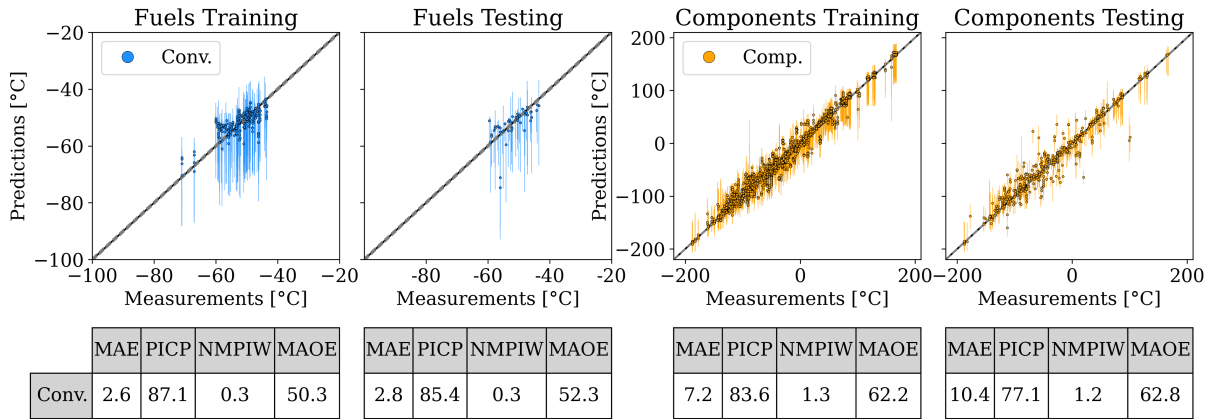 Fuels Training
Fuels Testing
Components Training
Components Testing
Predictions [°C]
−20
−40
−60
−80
−100
Conv.
−100
-80
-60
-40
-20
Measurements [°C]
-80
-60
-40
-20
Measurements [°C]
Predictions [°C]
200
100
0
−100
−200
Comp.
−200
0
200
Measurements [°C]
−200
0
200
Measurements [°C]
MAE PICP NMPIW MAOE
Conv. 2.6 87.1 0.3 50.3
MAE PICP NMPIW MAOE
2.8 85.4 0.3 52.3
MAE PICP NMPIW MAOE
7.2 83.6 1.3 62.2
MAE PICP NMPIW MAOE
10.4 77.1 1.2 62.8